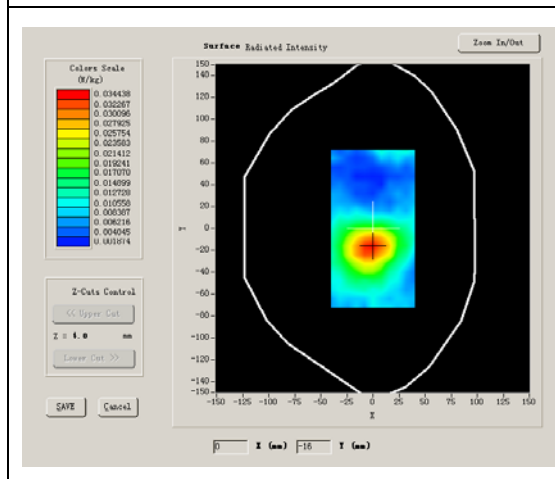 Surface Radiated Intensity
Zoom In/Out
Colors Scale
(W/kg)
0.034438
0.032267
0.030096
0.027925
0.025754
0.023583
0.021412
0.019241
0.017070
0.014899
0.012728
0.010558
0.008387
0.006216
0.004045
0.001874
150
140
120
100
80
60
40
20
0
-20
-40
-60
-80
-100
-120
-140
-150
Y
-150 -125 -100 -75 -50 -25 0 25 50 75 100 125 150
X
Z-Cuts Control
<< Upper Cut
Z = 4.0 mm
Lower Cut >>
SAVE Cancel
0 X (mm) -16 Y (mm)